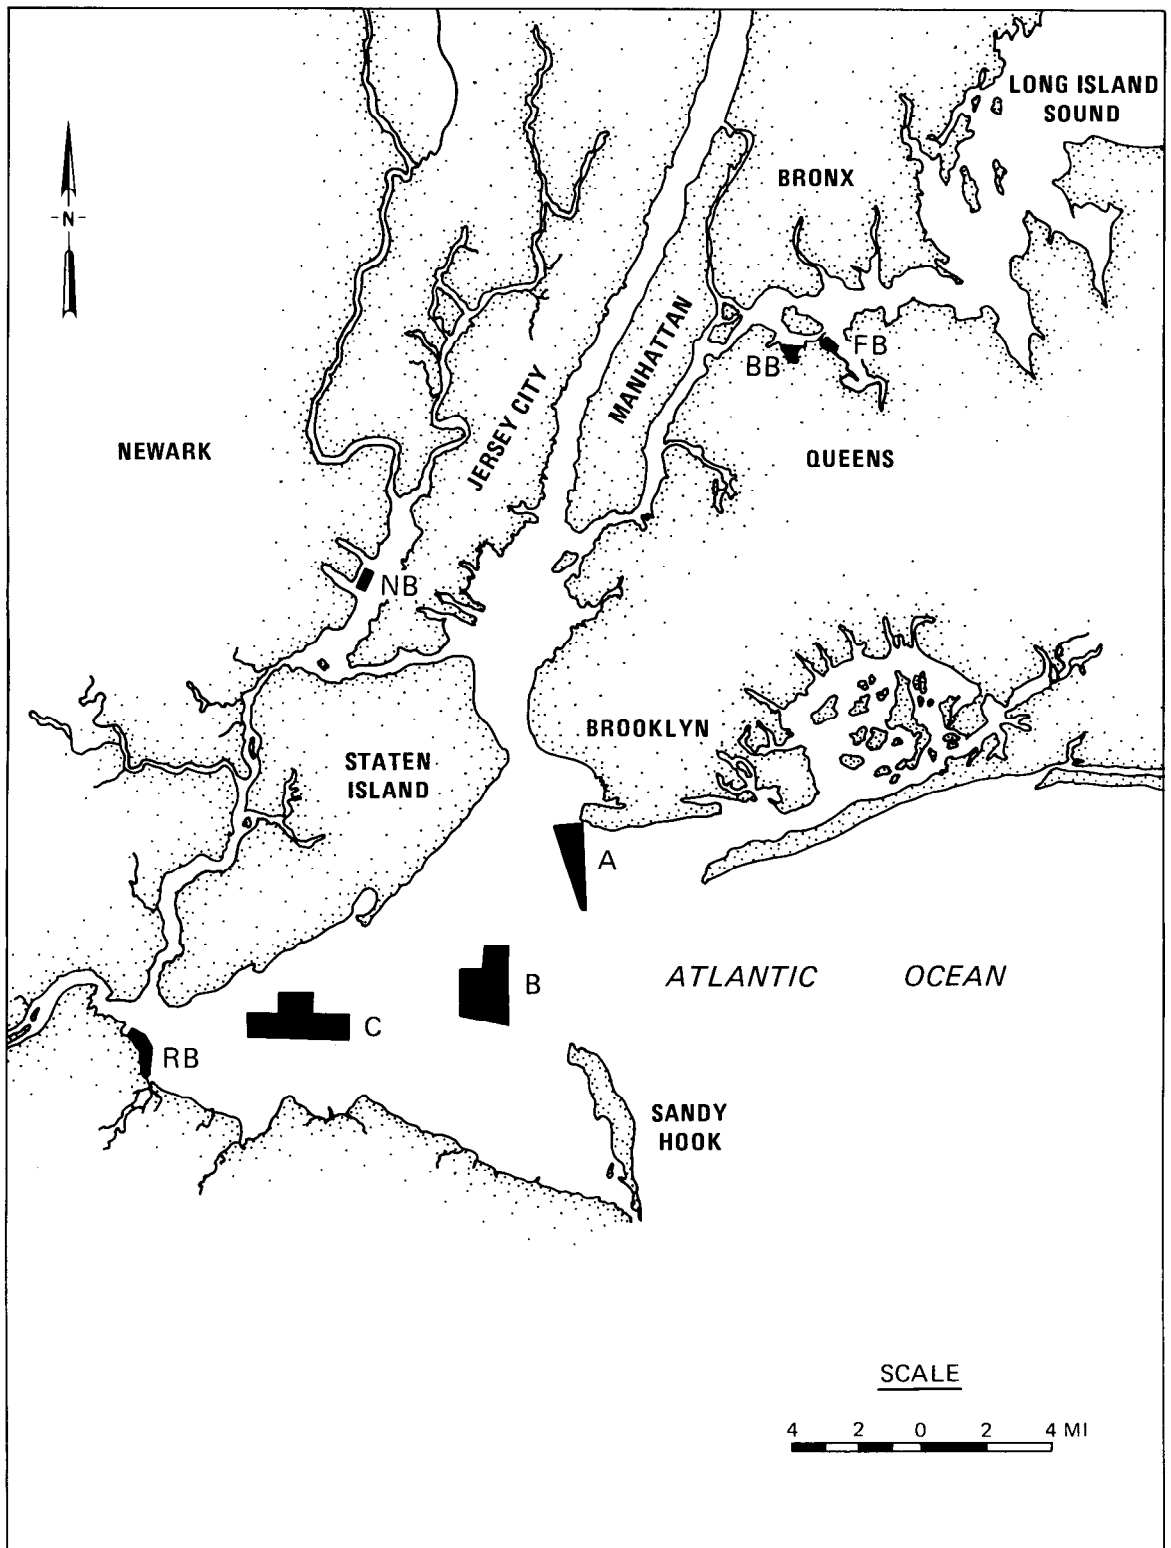 LONG ISLAND
SOUND
BRONX
-N-
MANHATTAN
FB
BB
JERSEY CITY
NEWARK
QUEENS
NB
BROOKLYN
STATEN
ISLAND
A
ATLANTIC OCEAN
B
C
RB
SANDY
HOOK
SCALE
4 2 0 2 4 MI